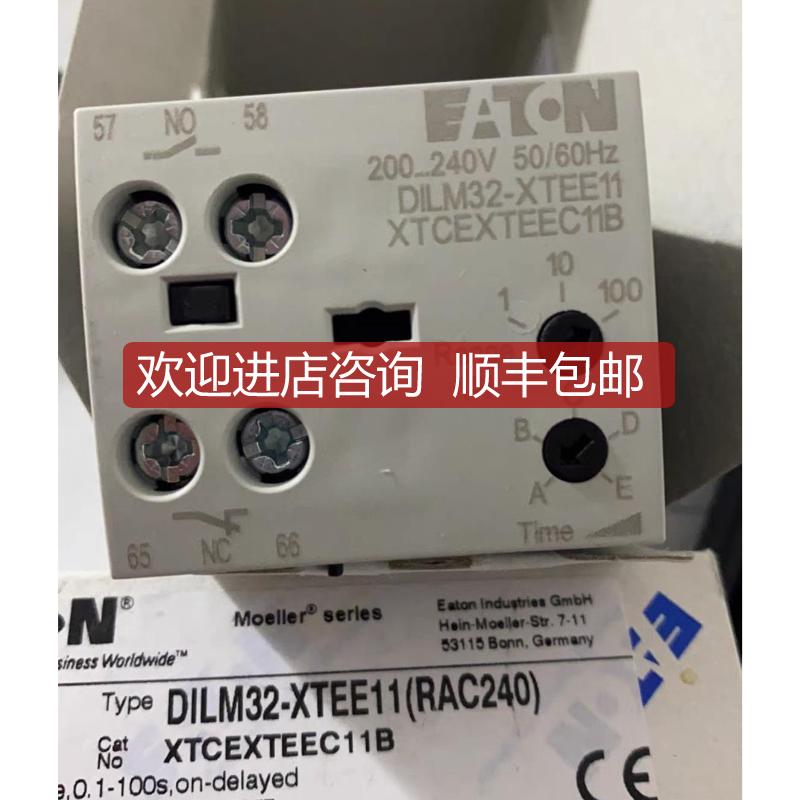 57 NO 58
EATON
200...240V 50/60Hz
DILM32-XTEE11
XTCEXTEEC11B
10
1 100
欢迎进店咨询 顺丰包邮
B D
A E
Time
65 NC 66
ON®
siness Worldwide™
Moeller® series
Eaton Industries GmbH
Hein-Moeller-Str. 7-11
53115 Bonn, Germany
Type DILM32-XTEE11(RAC240)
Cat No XTCEXTEEC11B
e,0.1-100s,on-delayed
CE